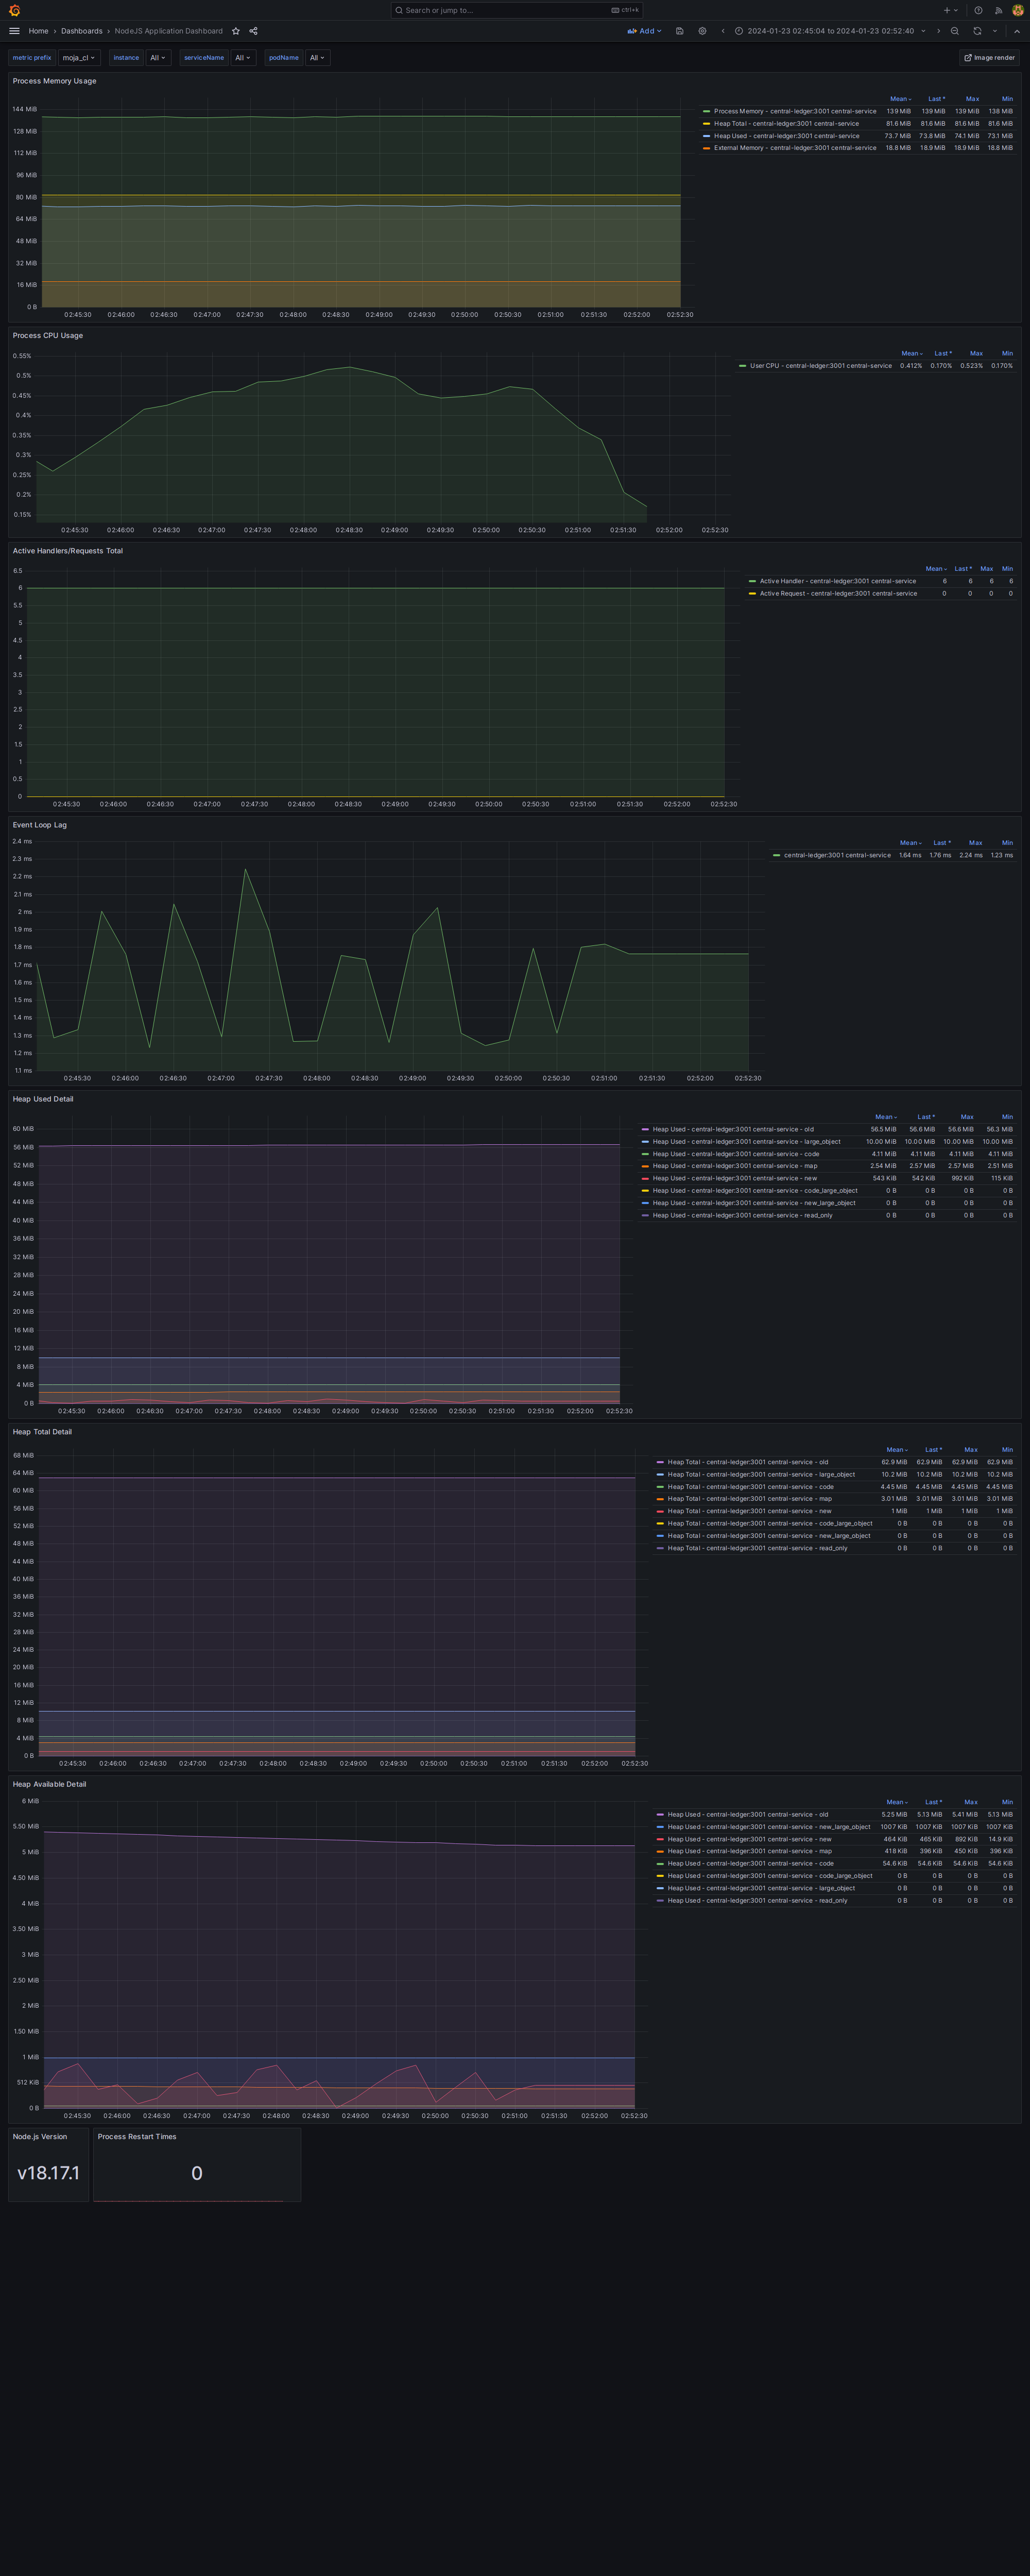 Search or jump to... ctrl+k
Home › Dashboards › NodeJS Application Dashboard Add 2024-01-23 02:45:04 to 2024-01-23 02:52:40
metric prefix moja_cl instance All serviceName All podName All Image render
Process Memory Usage
144 MiB
128 MiB
112 MiB
96 MiB
80 MiB
64 MiB
48 MiB
32 MiB
16 MiB
0 B
02:45:30 02:46:00 02:46:30 02:47:00 02:47:30 02:48:00 02:48:30 02:49:00 02:49:30 02:50:00 02:50:30 02:51:00 02:51:30 02:52:00 02:52:30
Mean Last * Max Min
Process Memory - central-ledger:3001 central-service 139 MiB 139 MiB 139 MiB 138 MiB
Heap Total - central-ledger:3001 central-service 81.6 MiB 81.6 MiB 81.6 MiB 81.6 MiB
Heap Used - central-ledger:3001 central-service 73.7 MiB 73.8 MiB 74.1 MiB 73.1 MiB
External Memory - central-ledger:3001 central-service 18.8 MiB 18.9 MiB 18.9 MiB 18.8 MiB
Process CPU Usage
0.55%
0.5%
0.45%
0.4%
0.35%
0.3%
0.25%
0.2%
0.15%
02:45:30 02:46:00 02:46:30 02:47:00 02:47:30 02:48:00 02:48:30 02:49:00 02:49:30 02:50:00 02:50:30 02:51:00 02:51:30 02:52:00 02:52:30
Mean Last * Max Min
User CPU - central-ledger:3001 central-service 0.412% 0.170% 0.523% 0.170%
Active Handlers/Requests Total
6.5
6
5.5
5
4.5
4
3.5
3
2.5
2
1.5
1
0.5
0
02:45:30 02:46:00 02:46:30 02:47:00 02:47:30 02:48:00 02:48:30 02:49:00 02:49:30 02:50:00 02:50:30 02:51:00 02:51:30 02:52:00 02:52:30
Mean Last * Max Min
Active Handler - central-ledger:3001 central-service 6 6 6 6
Active Request - central-ledger:3001 central-service 0 0 0 0
Event Loop Lag
2.4 ms
2.3 ms
2.2 ms
2.1 ms
2 ms
1.9 ms
1.8 ms
1.7 ms
1.6 ms
1.5 ms
1.4 ms
1.3 ms
1.2 ms
1.1 ms
02:45:30 02:46:00 02:46:30 02:47:00 02:47:30 02:48:00 02:48:30 02:49:00 02:49:30 02:50:00 02:50:30 02:51:00 02:51:30 02:52:00 02:52:30
Mean Last * Max Min
central-ledger:3001 central-service 1.64 ms 1.76 ms 2.24 ms 1.23 ms
Heap Used Detail
60 MiB
56 MiB
52 MiB
48 MiB
44 MiB
40 MiB
36 MiB
32 MiB
28 MiB
24 MiB
20 MiB
16 MiB
12 MiB
8 MiB
4 MiB
0 B
02:45:30 02:46:00 02:46:30 02:47:00 02:47:30 02:48:00 02:48:30 02:49:00 02:49:30 02:50:00 02:50:30 02:51:00 02:51:30 02:52:00 02:52:30
Mean Last * Max Min
Heap Used - central-ledger:3001 central-service - old 56.5 MiB 56.6 MiB 56.6 MiB 56.3 MiB
Heap Used - central-ledger:3001 central-service - large_object 10.00 MiB 10.00 MiB 10.00 MiB 10.00 MiB
Heap Used - central-ledger:3001 central-service - code 4.11 MiB 4.11 MiB 4.11 MiB 4.11 MiB
Heap Used - central-ledger:3001 central-service - map 2.54 MiB 2.57 MiB 2.57 MiB 2.51 MiB
Heap Used - central-ledger:3001 central-service - new 543 KiB 542 KiB 992 KiB 115 KiB
Heap Used - central-ledger:3001 central-service - code_large_object 0 B 0 B 0 B 0 B
Heap Used - central-ledger:3001 central-service - new_large_object 0 B 0 B 0 B 0 B
Heap Used - central-ledger:3001 central-service - read_only 0 B 0 B 0 B 0 B
Heap Total Detail
68 MiB
64 MiB
60 MiB
56 MiB
52 MiB
48 MiB
44 MiB
40 MiB
36 MiB
32 MiB
28 MiB
24 MiB
20 MiB
16 MiB
12 MiB
8 MiB
4 MiB
0 B
02:45:30 02:46:00 02:46:30 02:47:00 02:47:30 02:48:00 02:48:30 02:49:00 02:49:30 02:50:00 02:50:30 02:51:00 02:51:30 02:52:00 02:52:30
Mean Last * Max Min
Heap Total - central-ledger:3001 central-service - old 62.9 MiB 62.9 MiB 62.9 MiB 62.9 MiB
Heap Total - central-ledger:3001 central-service - large_object 10.2 MiB 10.2 MiB 10.2 MiB 10.2 MiB
Heap Total - central-ledger:3001 central-service - code 4.45 MiB 4.45 MiB 4.45 MiB 4.45 MiB
Heap Total - central-ledger:3001 central-service - map 3.01 MiB 3.01 MiB 3.01 MiB 3.01 MiB
Heap Total - central-ledger:3001 central-service - new 1 MiB 1 MiB 1 MiB 1 MiB
Heap Total - central-ledger:3001 central-service - code_large_object 0 B 0 B 0 B 0 B
Heap Total - central-ledger:3001 central-service - new_large_object 0 B 0 B 0 B 0 B
Heap Total - central-ledger:3001 central-service - read_only 0 B 0 B 0 B 0 B
Heap Available Detail
6 MiB
5.50 MiB
5 MiB
4.50 MiB
4 MiB
3.50 MiB
3 MiB
2.50 MiB
2 MiB
1.50 MiB
1 MiB
512 KiB
0 B
02:45:30 02:46:00 02:46:30 02:47:00 02:47:30 02:48:00 02:48:30 02:49:00 02:49:30 02:50:00 02:50:30 02:51:00 02:51:30 02:52:00 02:52:30
Mean Last * Max Min
Heap Used - central-ledger:3001 central-service - old 5.25 MiB 5.13 MiB 5.41 MiB 5.13 MiB
Heap Used - central-ledger:3001 central-service - new_large_object 1007 KiB 1007 KiB 1007 KiB 1007 KiB
Heap Used - central-ledger:3001 central-service - new 464 KiB 465 KiB 892 KiB 14.9 KiB
Heap Used - central-ledger:3001 central-service - map 418 KiB 396 KiB 450 KiB 396 KiB
Heap Used - central-ledger:3001 central-service - code 54.6 KiB 54.6 KiB 54.6 KiB 54.6 KiB
Heap Used - central-ledger:3001 central-service - code_large_object 0 B 0 B 0 B 0 B
Heap Used - central-ledger:3001 central-service - large_object 0 B 0 B 0 B 0 B
Heap Used - central-ledger:3001 central-service - read_only 0 B 0 B 0 B 0 B
Node.js Version Process Restart Times
v18.17.1 0